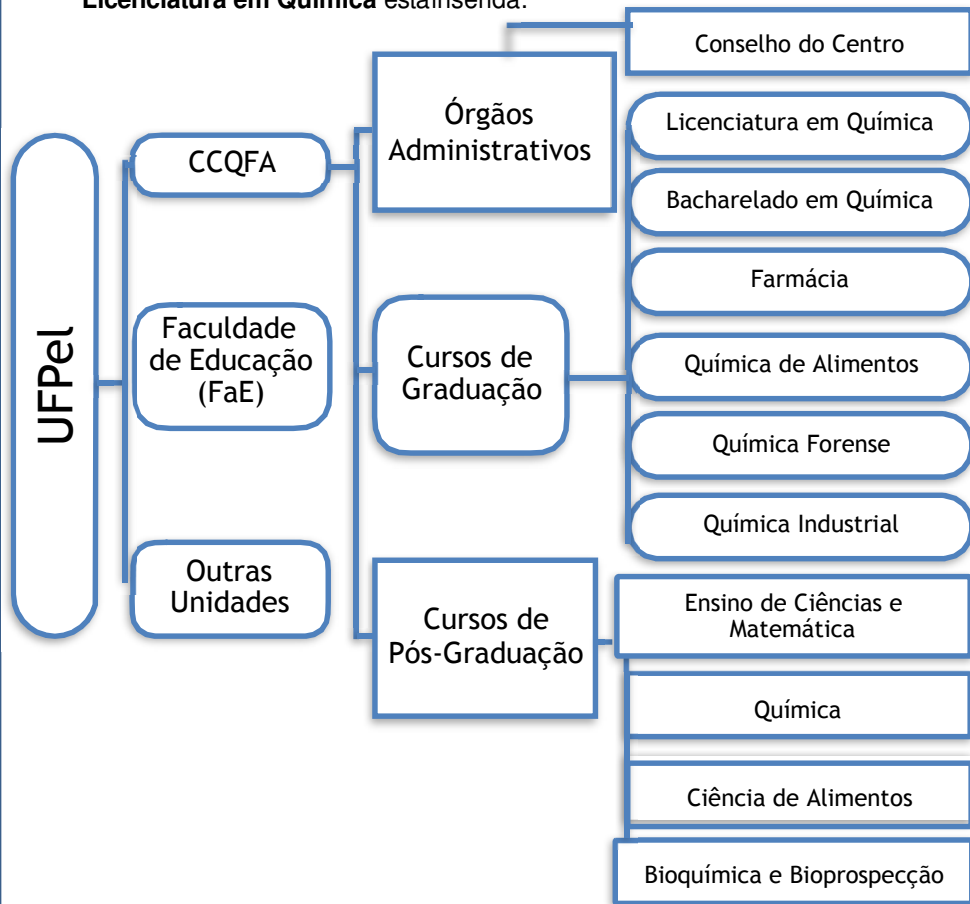 Licenciatura em Química estáinserida:
UFPel
CCQFA
Faculdade
de Educação
(FaE)
Outras
Unidades
Órgãos
Administrativos
Cursos de
Graduação
Cursos de
Pós-Graduação
Conselho do Centro
Licenciatura em Química
Bacharelado em Química
Farmácia
Química de Alimentos
Química Forense
Química Industrial
Ensino de Ciências e
Matemática
Química
Ciência de Alimentos
Bioquímica e Bioprospecção